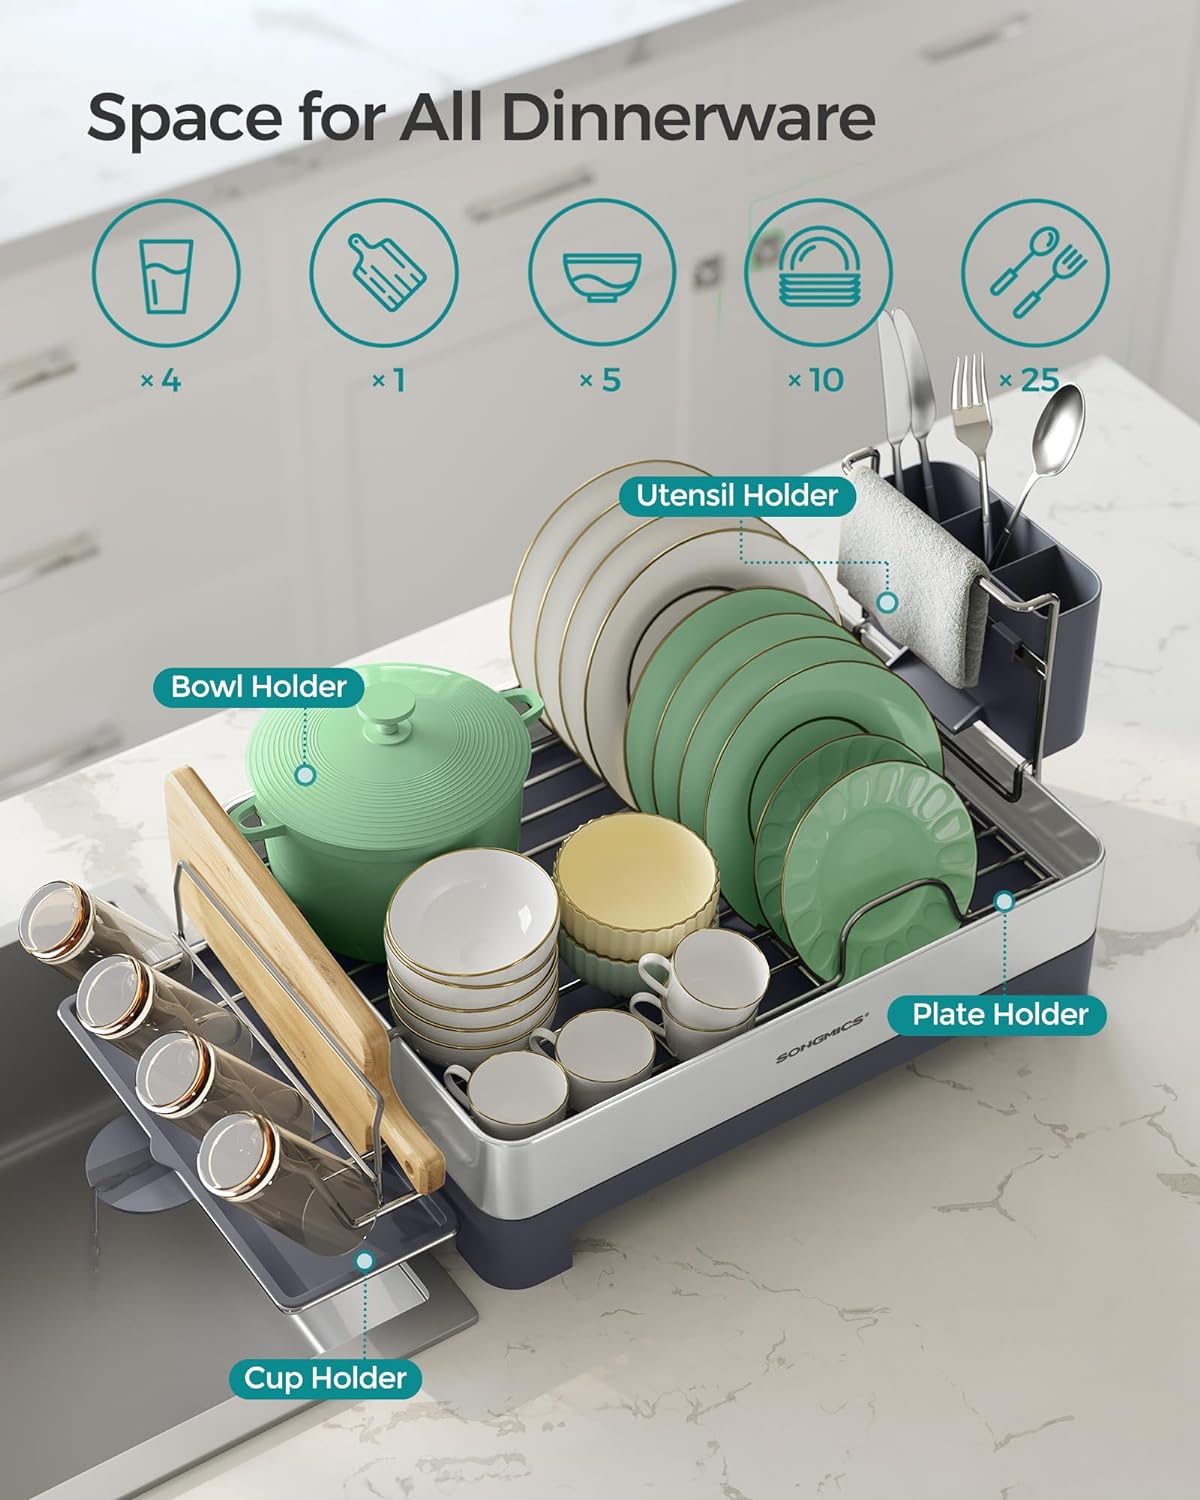 Space for All Dinnerware
× 4
× 1
× 5
× 10
× 25
Utensil Holder
Bowl Holder
Plate Holder
SONGMICS®
Cup Holder